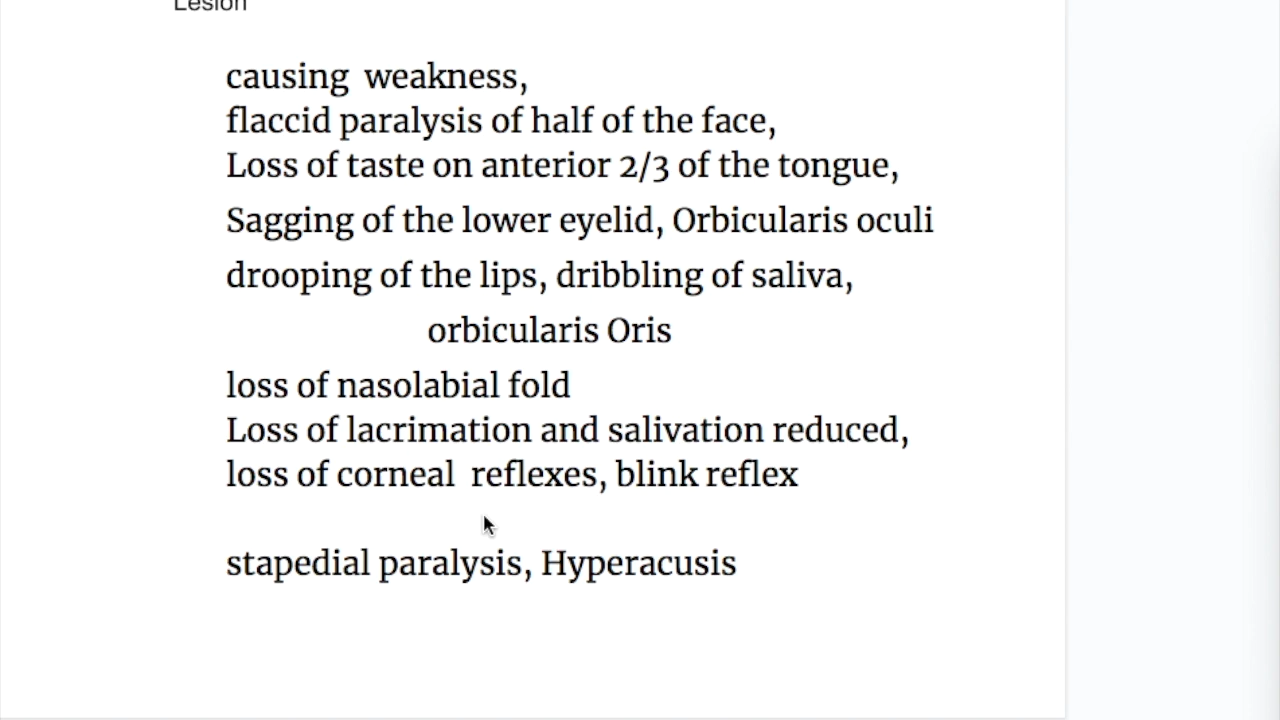 Lesion
causing weakness,
flaccid paralysis of half of the face,
Loss of taste on anterior 2/3 of the tongue,
Sagging of the lower eyelid, Orbicularis oculi
drooping of the lips, dribbling of saliva,
orbicularis Oris
loss of nasolabial fold
Loss of lacrimation and salivation reduced,
loss of corneal reflexes, blink reflex
stapedial paralysis, Hyperacusis